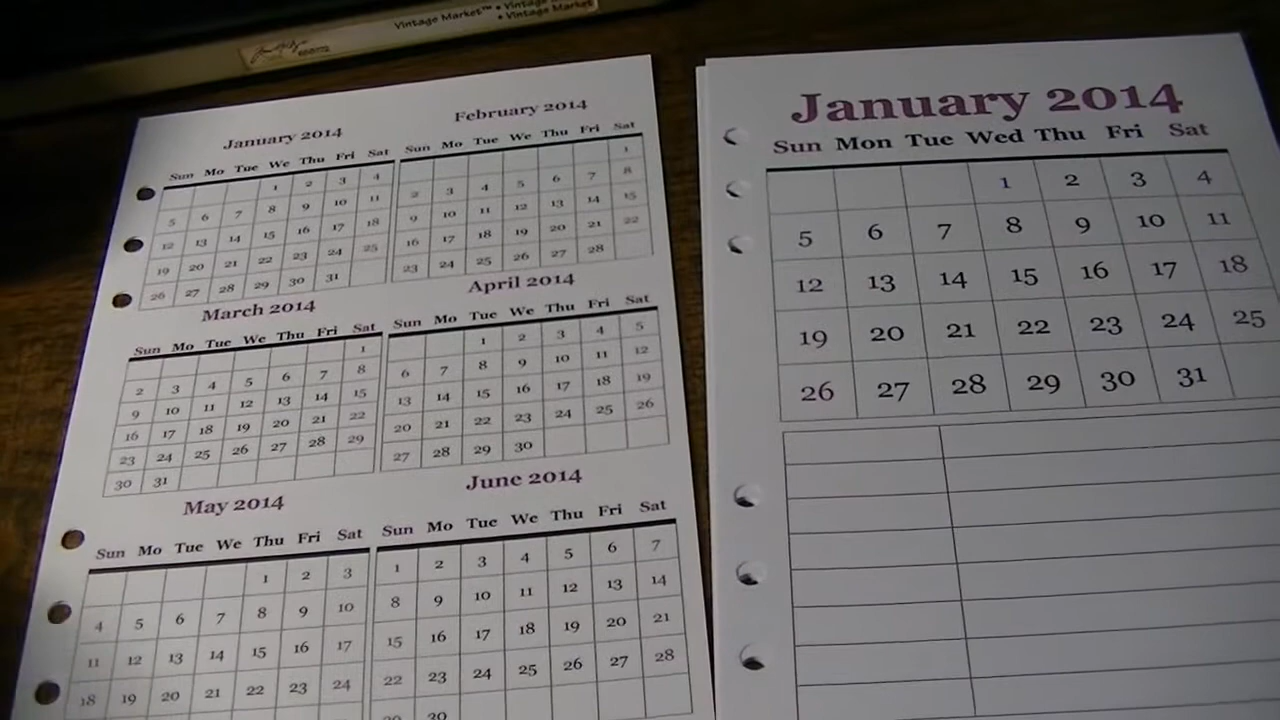 Vintage Market™ • Vintage
• Vintage Market
January 2014
Sun Mo Tue We Thu Fri Sat
1 2 3 4
5 6 7 8 9 10 11
12 13 14 15 16 17 18
19 20 21 22 23 24 25
26 27 28 29 30 31
February 2014
Sun Mo Tue We Thu Fri Sat
1
2 3 4 5 6 7 8
9 10 11 12 13 14 15
16 17 18 19 20 21 22
23 24 25 26 27 28
March 2014
Sun Mo Tue We Thu Fri Sat
1
2 3 4 5 6 7 8
9 10 11 12 13 14 15
16 17 18 19 20 21 22
23 24 25 26 27 28 29
30 31
April 2014
Sun Mo Tue We Thu Fri Sat
1 2 3 4 5
6 7 8 9 10 11 12
13 14 15 16 17 18 19
20 21 22 23 24 25 26
27 28 29 30
May 2014
Sun Mo Tue We Thu Fri Sat
1 2 3
4 5 6 7 8 9 10
11 12 13 14 15 16 17
18 19 20 21 22 23 24
June 2014
Sun Mo Tue We Thu Fri Sat
1 2 3 4 5 6 7
8 9 10 11 12 13 14
15 16 17 18 19 20 21
22 23 24 25 26 27 28
29 30
January 2014
Sun Mon Tue Wed Thu Fri Sat
1 2 3 4
5 6 7 8 9 10 11
12 13 14 15 16 17 18
19 20 21 22 23 24 25
26 27 28 29 30 31